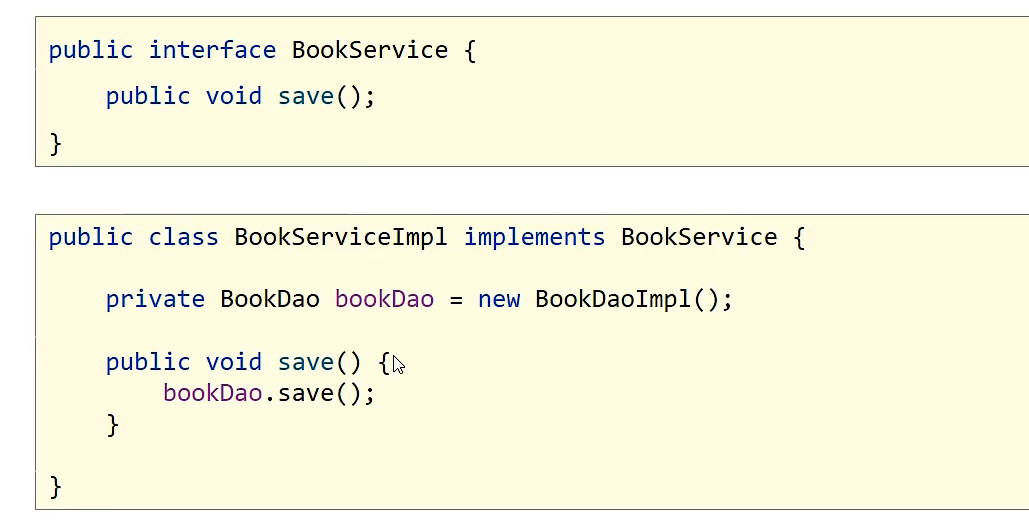 public interface BookService {
    public void save();
}
public class BookServiceImpl implements BookService {
    private BookDao bookDao = new BookDaoImpl();
    public void save() {
        bookDao.save();
    }
}